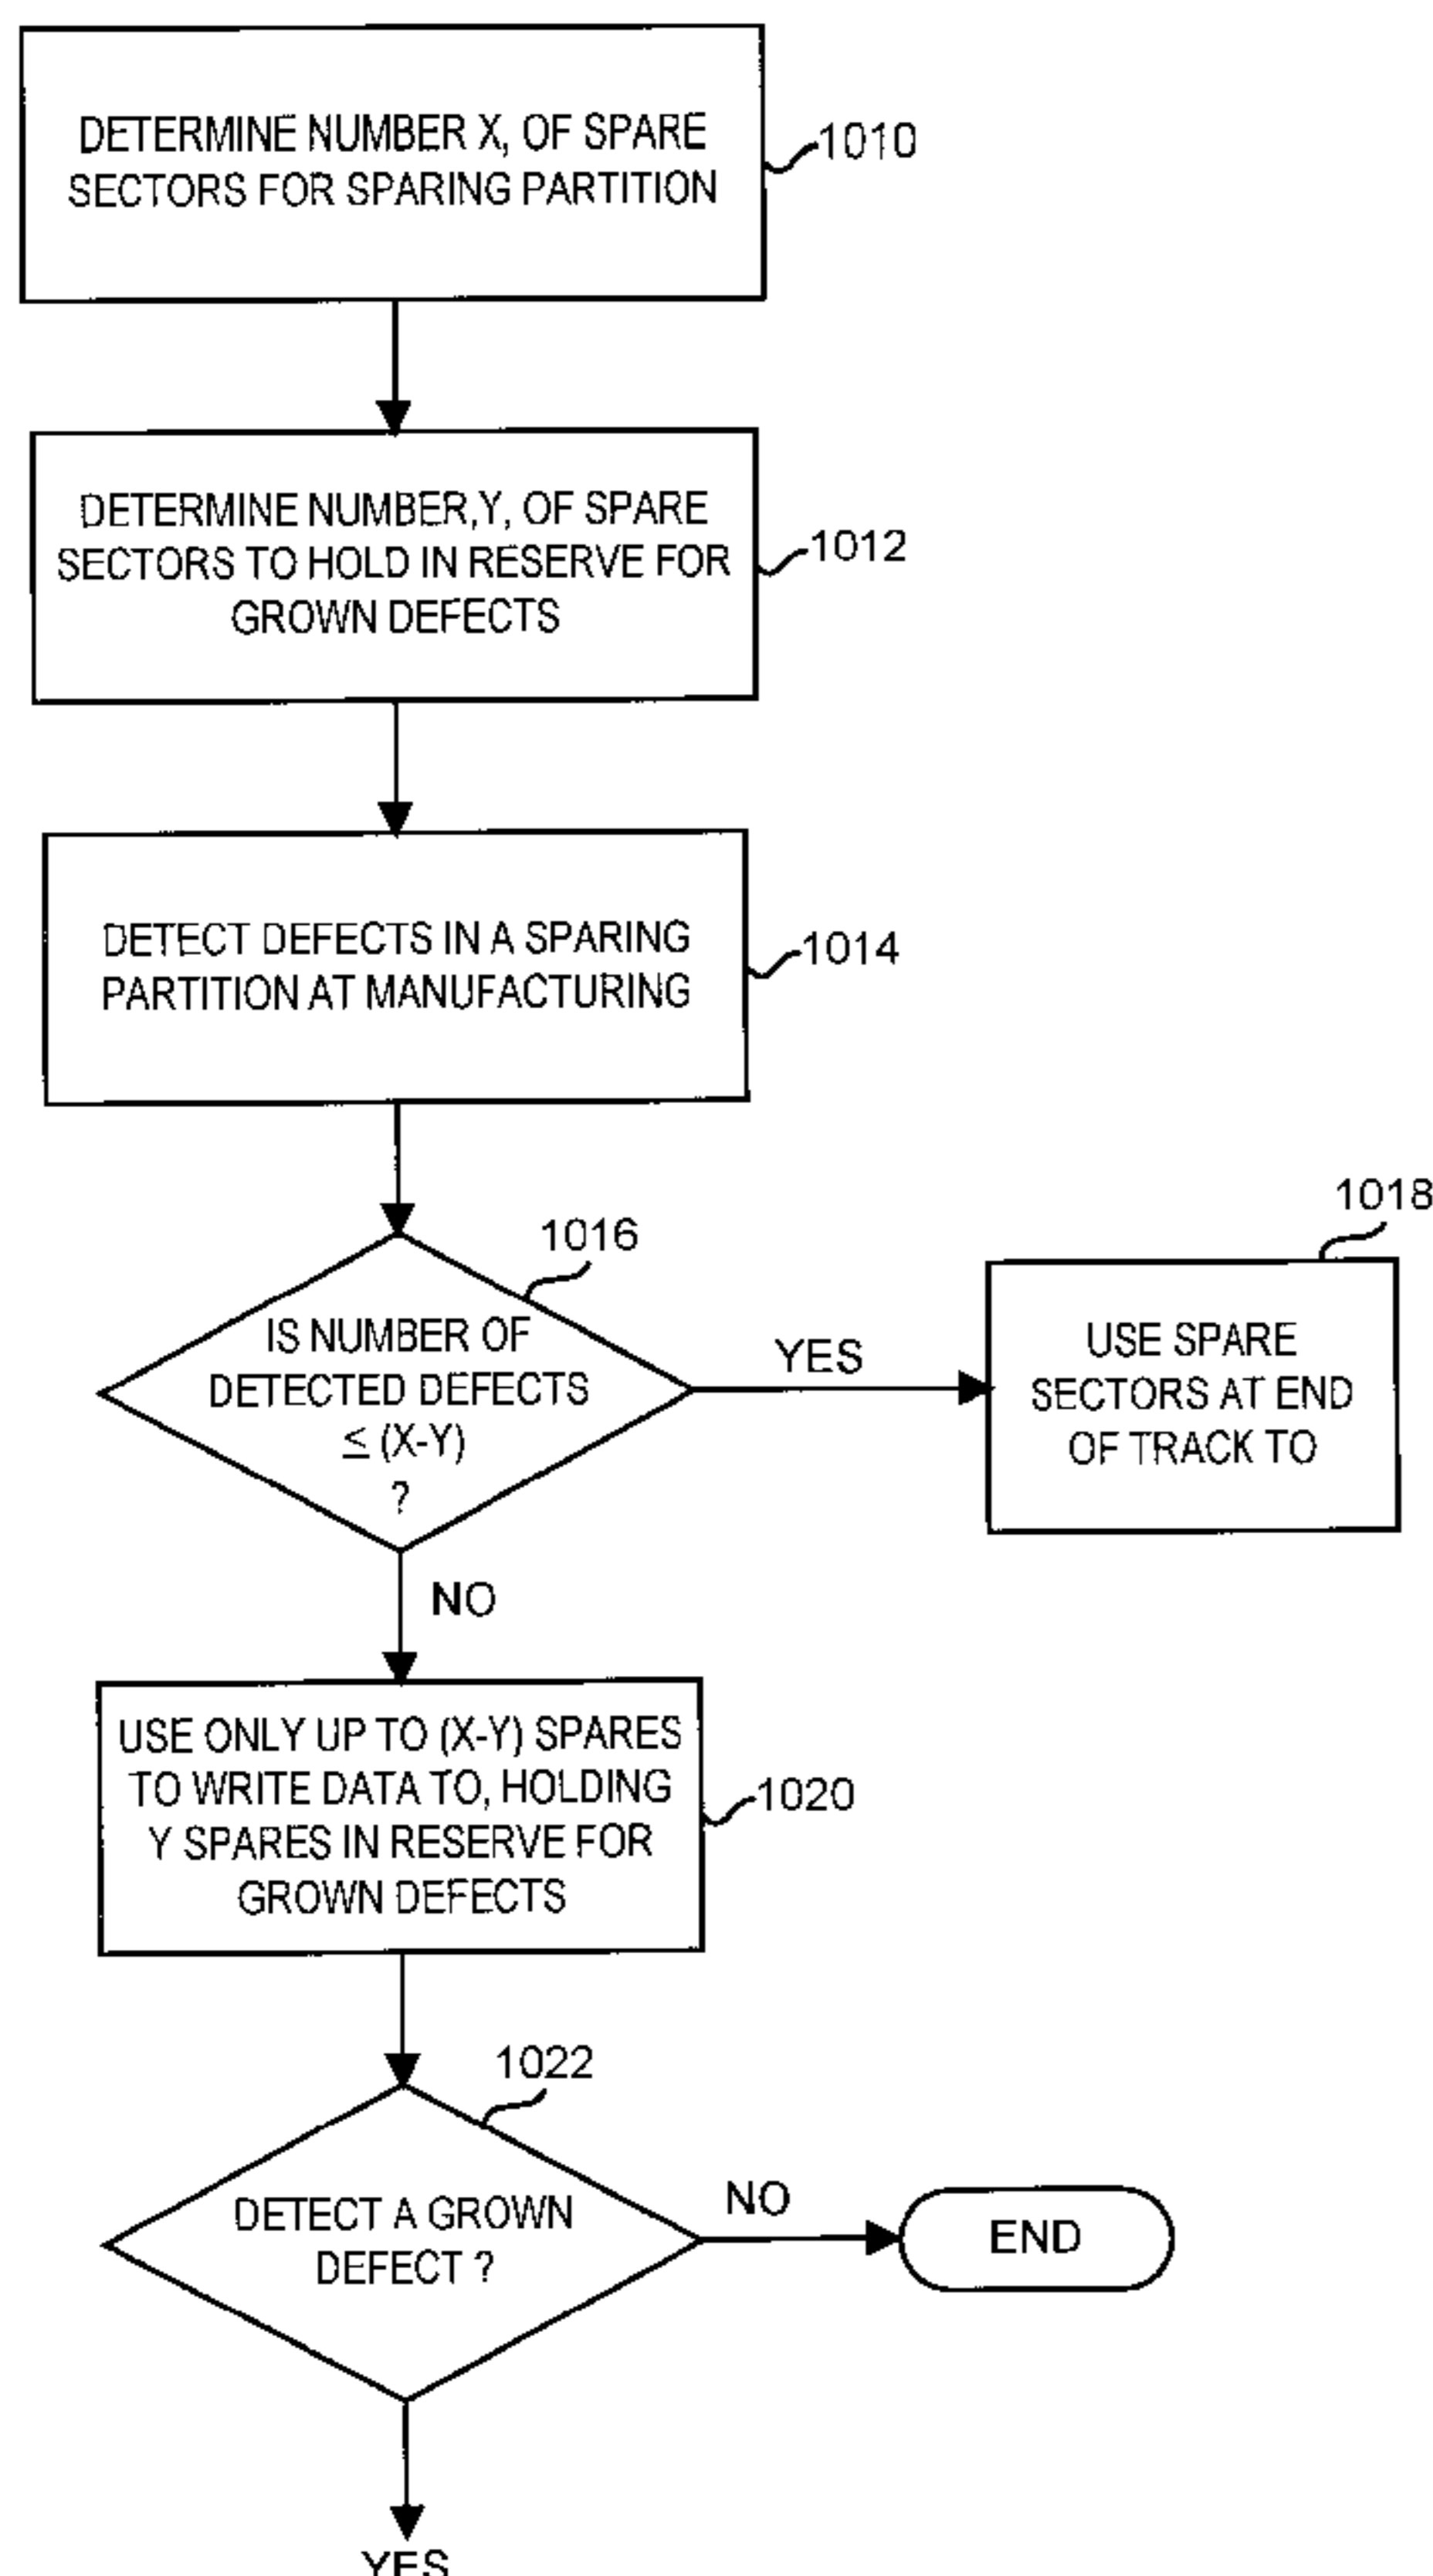 DETERMINE NUMBER X, OF SPARE
SECTORS FOR SPARING PARTITION
1010
DETERMINE NUMBER,Y, OF SPARE
SECTORS TO HOLD IN RESERVE FOR
GROWN DEFECTS
1012
DETECT DEFECTS IN A SPARING
PARTITION AT MANUFACTURING
1014
1016
IS NUMBER OF
DETECTED DEFECTS
≤ (X-Y)
?
YES
1018
USE SPARE
SECTORS AT END
OF TRACK TO
NO
USE ONLY UP TO (X-Y) SPARES
TO WRITE DATA TO, HOLDING
Y SPARES IN RESERVE FOR
GROWN DEFECTS
1020
1022
DETECT A GROWN
DEFECT ?
NO
END
YES